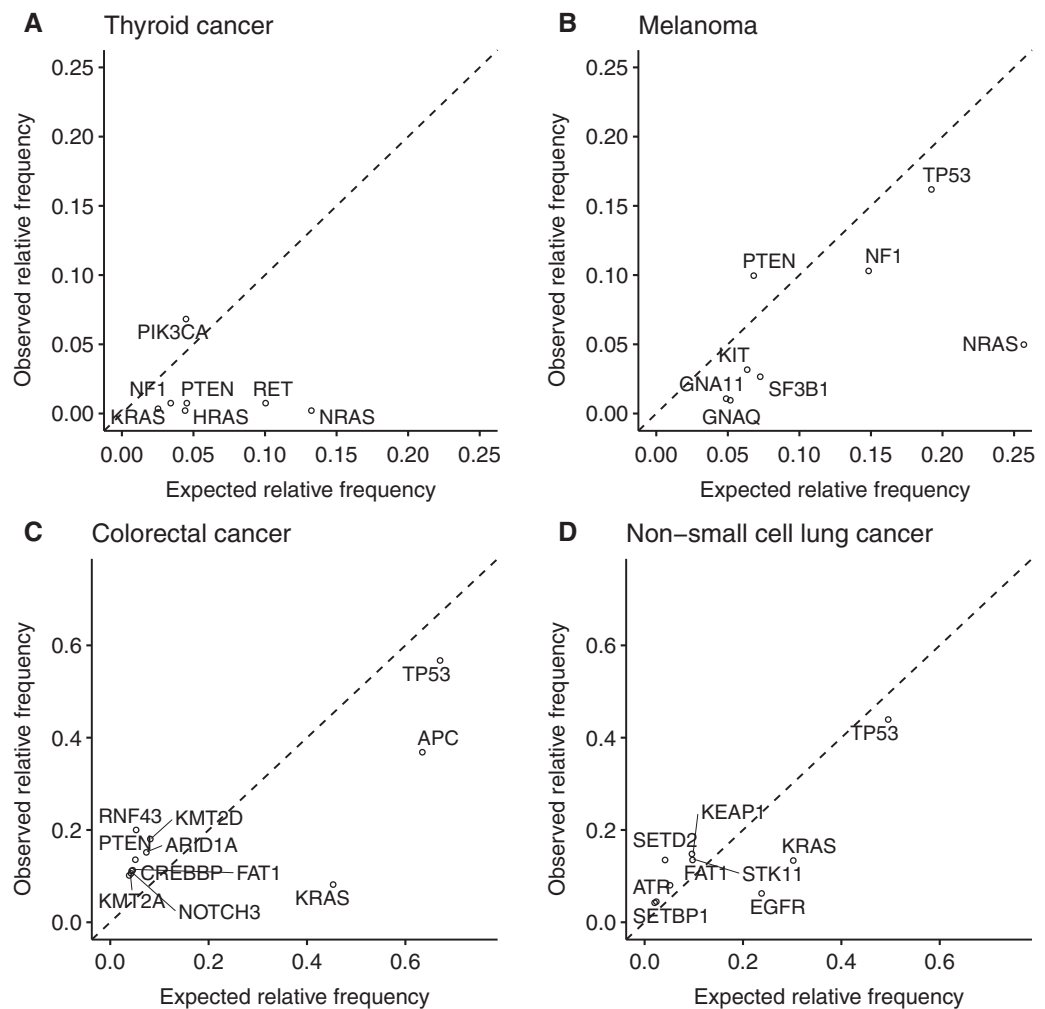 A Thyroid cancer
Observed relative frequency
0.25
0.20
0.15
0.10
0.05
0.00
PIK3CA
NF1 PTEN RET
KRAS HRAS NRAS
0.00 0.05 0.10 0.15 0.20 0.25
Expected relative frequency
B Melanoma
Observed relative frequency
0.25
0.20
0.15
0.10
0.05
0.00
TP53
NF1
PTEN
NRAS
KIT
GNA11 SF3B1
GNAQ
0.00 0.05 0.10 0.15 0.20 0.25
Expected relative frequency
C Colorectal cancer
Observed relative frequency
0.6
0.4
0.2
0.0
TP53
APC
RNF43 KMT2D
PTEN ARID1A
CREBBP FAT1
KMT2A NOTCH3 KRAS
0.0 0.2 0.4 0.6
Expected relative frequency
D Non−small cell lung cancer
Observed relative frequency
0.6
0.4
0.2
0.0
TP53
KEAP1
SETD2 KRAS
FAT1 STK11
ATR
SETBP1 EGFR
0.0 0.2 0.4 0.6
Expected relative frequency